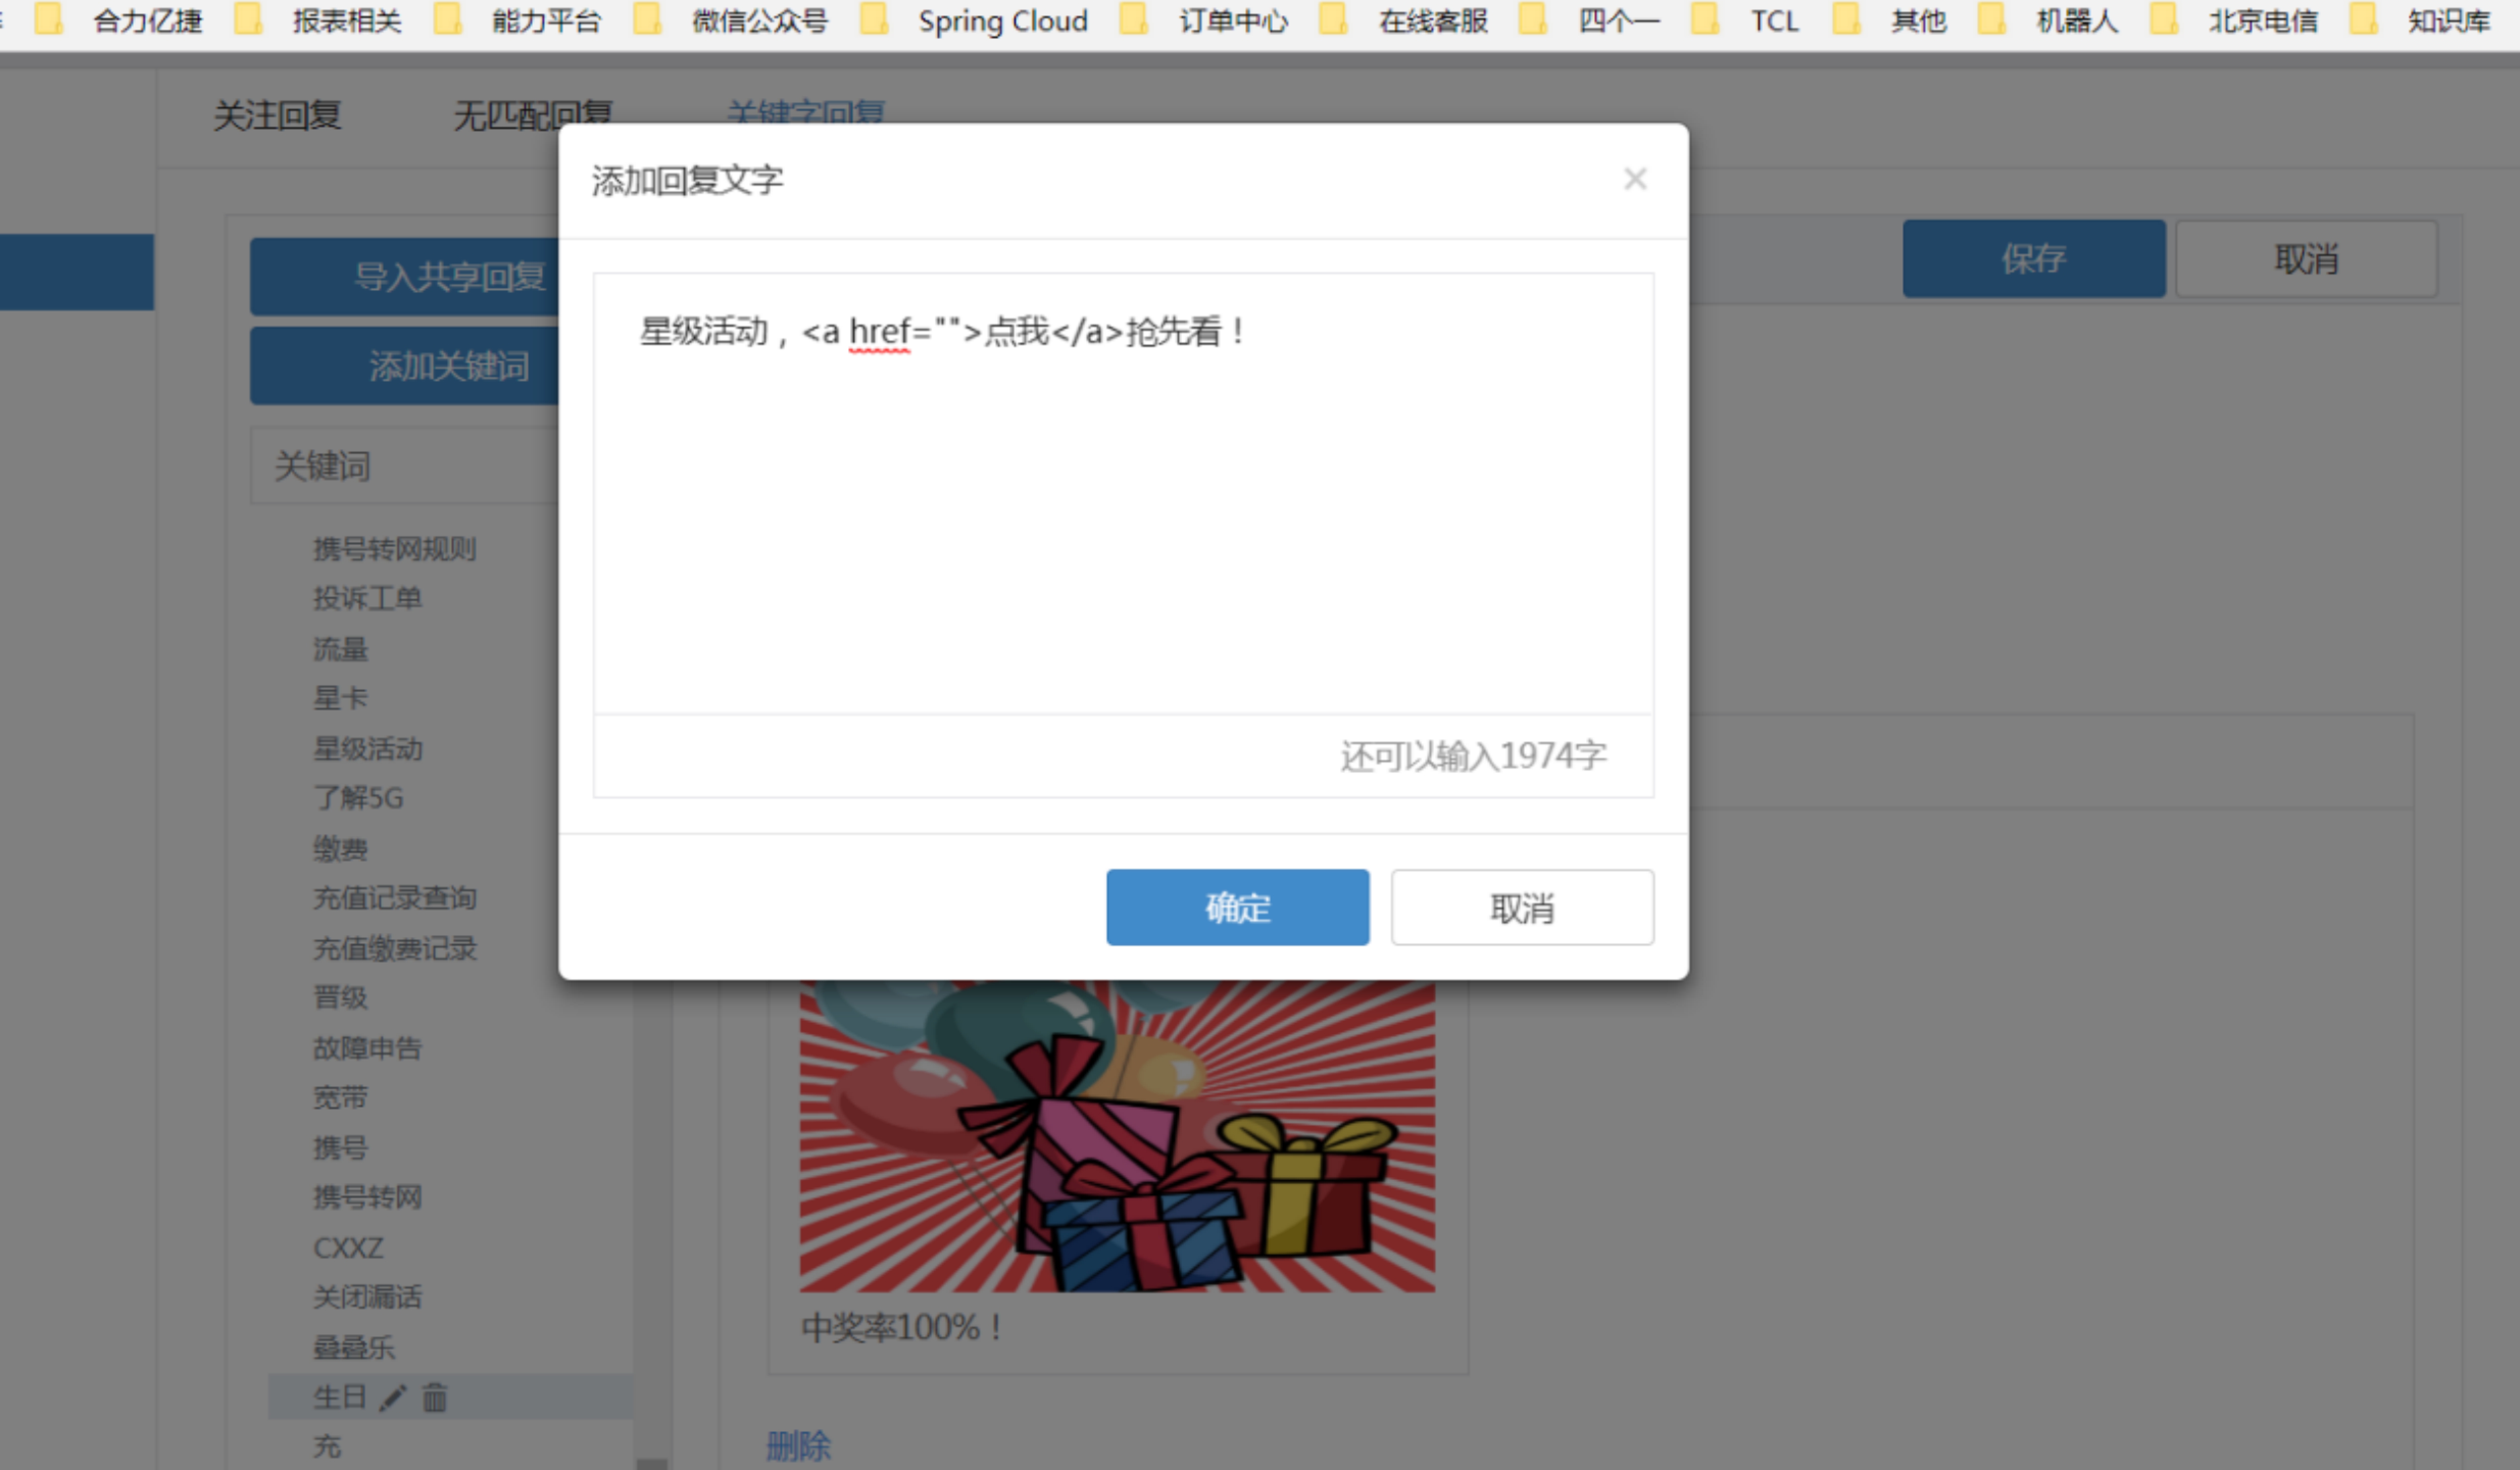 合力亿捷 报表相关 能力平台 微信公众号 Spring Cloud 订单中心 在线客服 四个一 TCL 其他 机器人 北京电信 知识库
关注回复 无匹配回复 关键字回复
添加回复文字 ×
导入共享回复
保存 取消
添加关键词
星级活动，<a href="">点我</a>抢先看！
关键词
携号转网规则
投诉工单
流量
星卡
星级活动
还可以输入1974字
了解5G
缴费
充值记录查询
确定 取消
充值缴费记录
晋级
故障申告
宽带
携号
携号转网
CXXZ
关闭漏话
中奖率100%！
叠叠乐
生日
充
删除